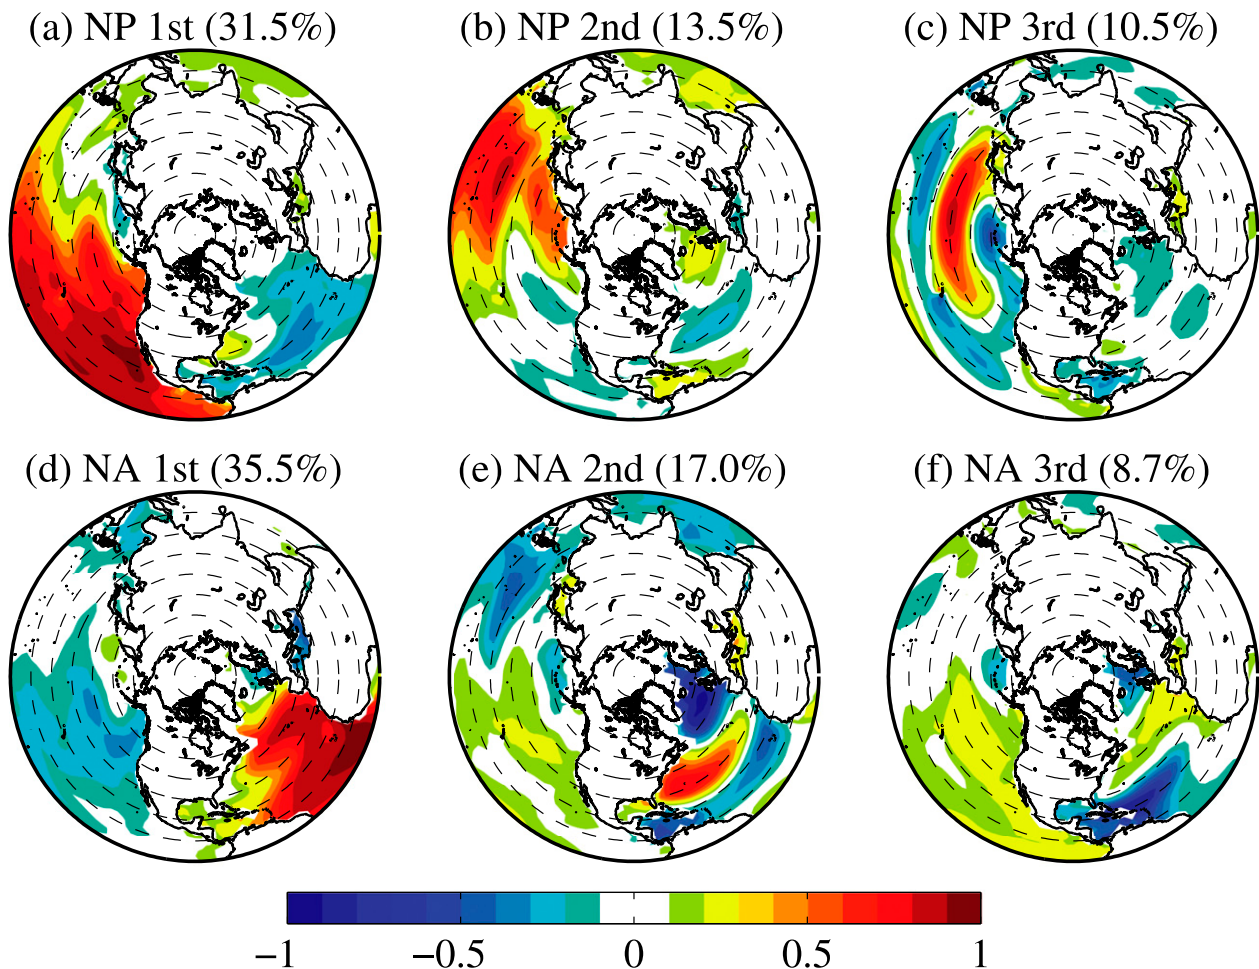 (a) NP 1st (31.5%)
(b) NP 2nd (13.5%)
(c) NP 3rd (10.5%)
(d) NA 1st (35.5%)
(e) NA 2nd (17.0%)
(f) NA 3rd (8.7%)
−1 −0.5 0 0.5 1